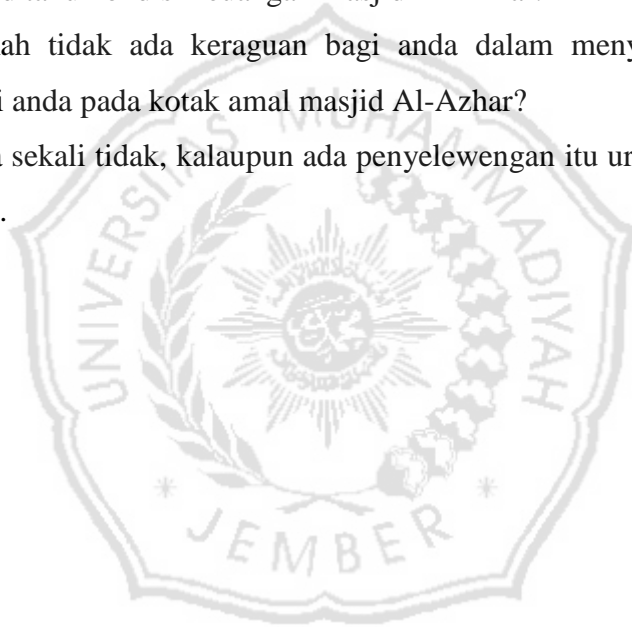 ah tidak ada keraguan bagi anda dalam meny
i anda pada kotak amal masjid Al-Azhar?
sekali tidak, kalaupun ada penyelewengan itu ur
.
UNIVERSITAS MUHAMMADIYAH
JEMBER